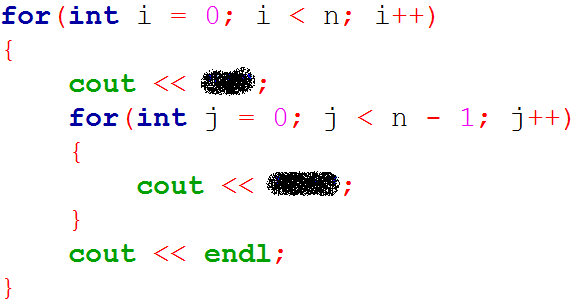 for(int i = 0; i < n; i++)
{
cout << ;
for(int j = 0; j < n - 1; j++)
{
cout << ;
}
cout << endl;
}